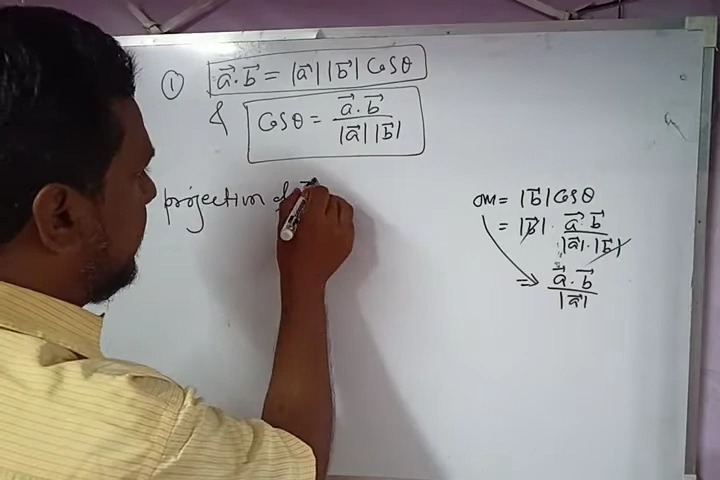 ① a⃗.b⃗ = |a⃗| |b⃗| Cosθ
& Cosθ = a⃗.b⃗ / |a⃗| |b⃗|
projection of
OM = |b⃗| Cosθ
= |b⃗| . a⃗.b⃗ / |a⃗|.|b⃗|
⇒ a⃗.b⃗ / |a⃗|